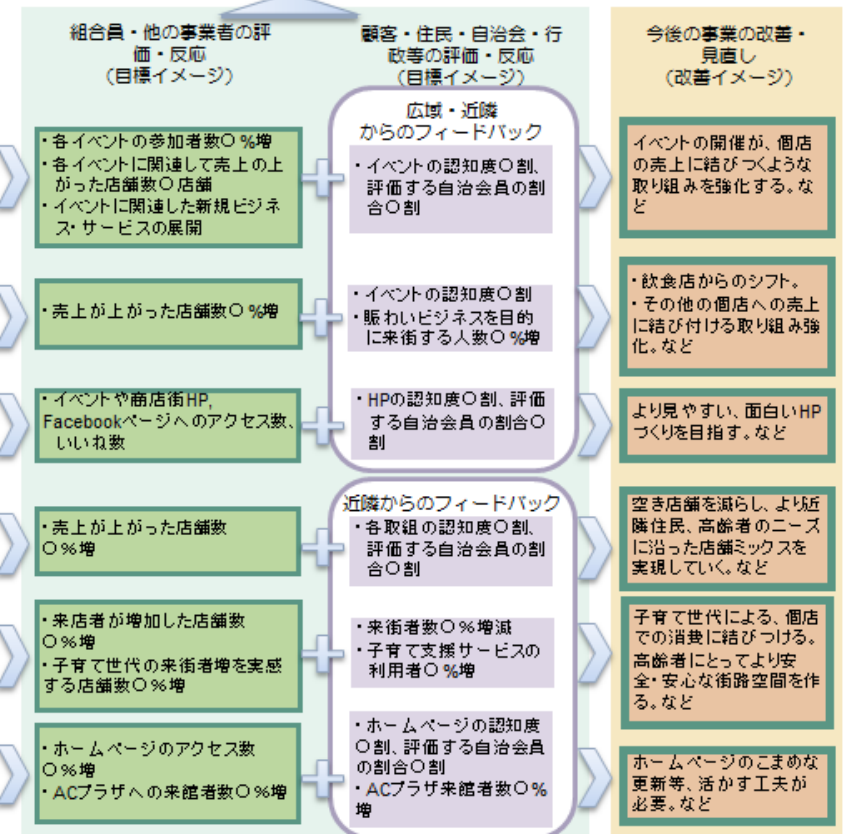 組合員・他の事業者の評
価・反応
（目標イメージ）
顧客・住民・自治会・行
政等の評価・反応
（目標イメージ）
今後の事業の改善・
見直し
（改善イメージ）
広域・近隣
からのフィードバック
・各イベントの参加者数〇％増
・各イベントに関連して売上の上
がった店舗数〇店舗
・イベントに関連した新規ビジネ
ス・サービスの展開
・イベントの認知度〇割、
評価する自治会員の割
合〇割
イベントの開催が、個店
の売上に結びつくような
取り組みを強化する。な
ど
・売上が上がった店舗数〇％増
・イベントの認知度〇割
・賑わいビジネスを目的
に来街する人数〇％増
・飲食店からのシフト。
・その他の個店への売上
に結び付ける取り組み強
化。など
・イベントや商店街HP,
Facebookページへのアクセス数、
いいね数
・HPの認知度〇割、評価
する自治会員の割合〇
割
より見やすい、面白いHP
づくりを目指す。など
近隣からのフィードバック
・売上が上がった店舗数
〇％増
・各取組の認知度〇割、
評価する自治会員の割
合〇割
空き店舗を減らし、より近
隣住民、高齢者のニーズ
に沿った店舗ミックスを
実現していく。など
・来店者が増加した店舗数
〇％増
・子育て世代の来街者増を実感
する店舗数〇％増
・来街者数〇％増減
・子育て支援サービスの
利用者〇％増
子育て世代による、個店
での消費に結びつける。
高齢者にとってより安
全・安心な街路空間を作
る。など
・ホームページのアクセス数
〇％増
・ACプラザへの来館者数〇％増
・ホームページの認知度
〇割、評価する自治会員
の割合〇割
・ACプラザ来館者数〇％
増
ホームページのこまめな
更新等、活かす工夫が
必要。など